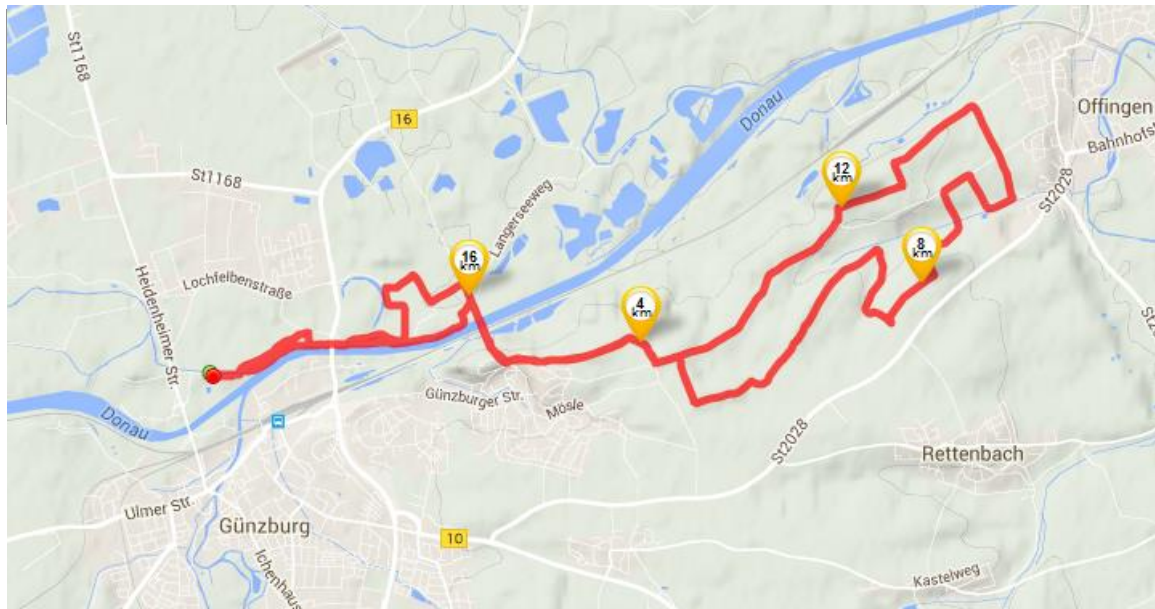 St1168
16
Donau
Offingen
Bahnhofst
St1168
12
km
St2028
Langerseeweg
16
km
8
km
Heidenheimer Str.
Lochfelbenstraße
4
km
Donau
Günzburger Str.
Mösle
St2028
Rettenbach
Ulmer Str.
Günzburg
10
Ichenhaus
Kastelweg